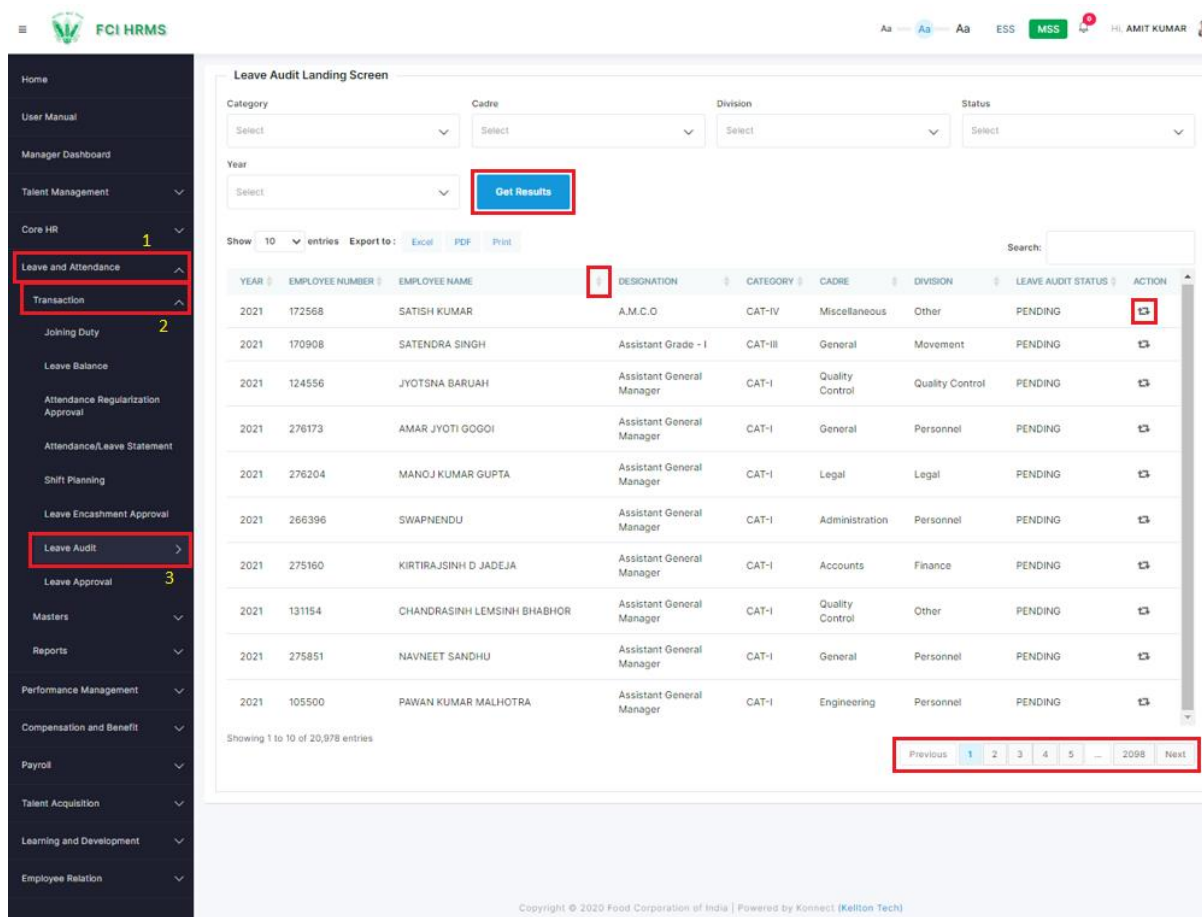 FCI HRMS
Aa Aa Aa ESS MSS 0 Hi, AMIT KUMAR
Home
User Manual
Manager Dashboard
Talent Management
Core HR
1
Leave and Attendance
Transaction
2
Joining Duty
Leave Balance
Attendance Regularization
Approval
Attendance/Leave Statement
Shift Planning
Leave Encashment Approval
Leave Audit
3
Leave Approval
Masters
Reports
Performance Management
Compensation and Benefit
Payroll
Talent Acquisition
Learning and Development
Employee Relation
Leave Audit Landing Screen
Category Cadre Division Status
Select Select Select Select
Year
Select Get Results
Show 10 entries Export to : Excel PDF Print Search:
YEAR EMPLOYEE NUMBER EMPLOYEE NAME DESIGNATION CATEGORY CADRE DIVISION LEAVE AUDIT STATUS ACTION
2021 172568 SATISH KUMAR A.M.C.O CAT-IV Miscellaneous Other PENDING
2021 170908 SATENDRA SINGH Assistant Grade - I CAT-III General Movement PENDING
2021 124556 JYOTSNA BARUAH Assistant General Manager CAT-I Quality Control Quality Control PENDING
2021 276173 AMAR JYOTI GOGOI Assistant General Manager CAT-I General Personnel PENDING
2021 276204 MANOJ KUMAR GUPTA Assistant General Manager CAT-I Legal Legal PENDING
2021 266396 SWAPNENDU Assistant General Manager CAT-I Administration Personnel PENDING
2021 275160 KIRTIRAJSINH D JADEJA Assistant General Manager CAT-I Accounts Finance PENDING
2021 131154 CHANDRASINH LEMSINH BHABHOR Assistant General Manager CAT-I Quality Control Other PENDING
2021 275851 NAVNEET SANDHU Assistant General Manager CAT-I General Personnel PENDING
2021 105500 PAWAN KUMAR MALHOTRA Assistant General Manager CAT-I Engineering Personnel PENDING
Showing 1 to 10 of 20,978 entries
Previous 1 2 3 4 5 ... 2098 Next
Copyright © 2020 Food Corporation of India | Powered by Konnect (Kellton Tech)